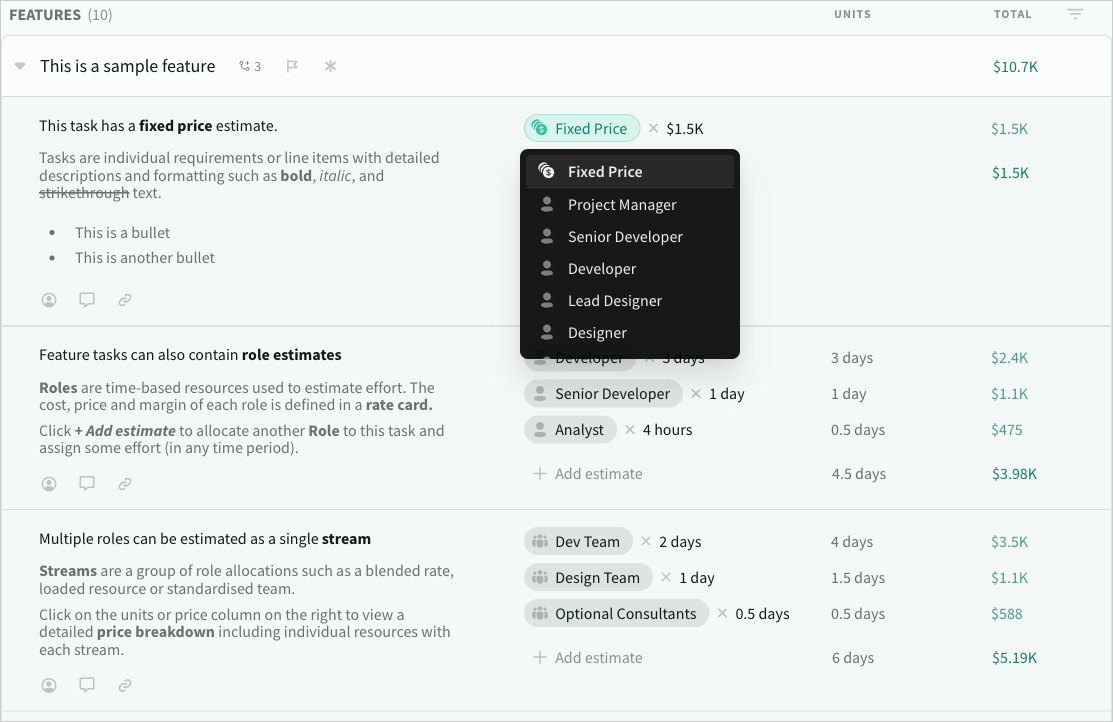 FEATURES (10) UNITS TOTAL
This is a sample feature 3 $10.7K
This task has a fixed price estimate.
Tasks are individual requirements or line items with detailed
descriptions and formatting such as bold, italic, and
strikethrough text.
• This is a bullet
• This is another bullet
Fixed Price × $1.5K $1.5K
$1.5K
Fixed Price
Project Manager
Senior Developer
Developer
Lead Designer
Designer
Feature tasks can also contain role estimates
Roles are time-based resources used to estimate effort. The
cost, price and margin of each role is defined in a rate card.
Click + Add estimate to allocate another Role to this task and
assign some effort (in any time period).
Developer × 3 days 3 days $2.4K
Senior Developer × 1 day 1 day $1.1K
Analyst × 4 hours 0.5 days $475
+ Add estimate 4.5 days $3.98K
Multiple roles can be estimated as a single stream
Streams are a group of role allocations such as a blended rate,
loaded resource or standardised team.
Click on the units or price column on the right to view a
detailed price breakdown including individual resources with
each stream.
Dev Team × 2 days 4 days $3.5K
Design Team × 1 day 1.5 days $1.1K
Optional Consultants × 0.5 days 0.5 days $588
+ Add estimate 6 days $5.19K